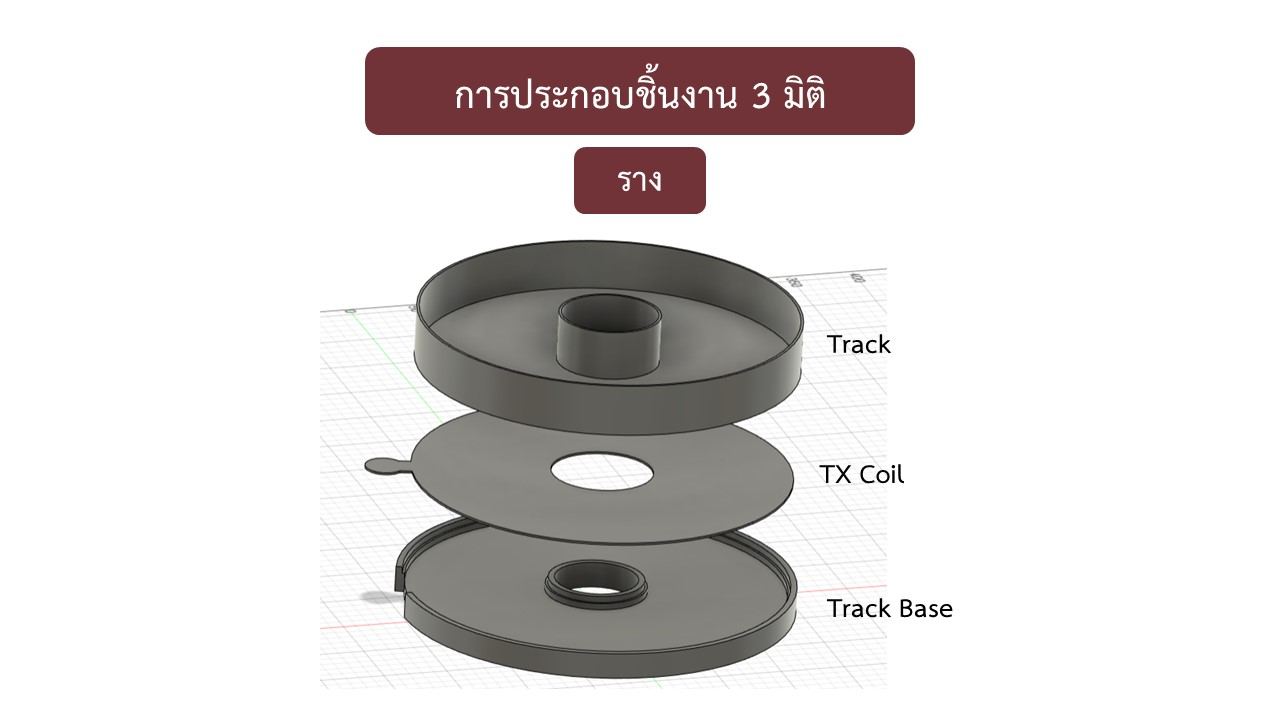 การประกอบชิ้นงาน 3 มิติ
ราง
Track
TX Coil
Track Base